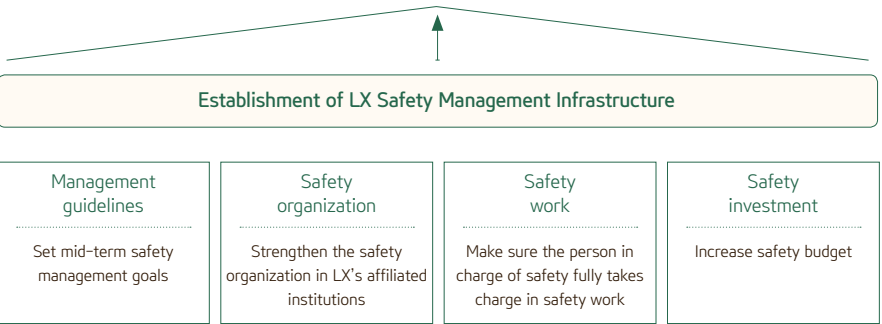 Establishment of LX Safety Management Infrastructure
Management
guidelines
Set mid-term safety
management goals
Safety
organization
Strengthen the safety
organization in LX's affiliated
institutions
Safety
work
Make sure the person in
charge of safety fully takes
charge in safety work
Safety
investment
Increase safety budget